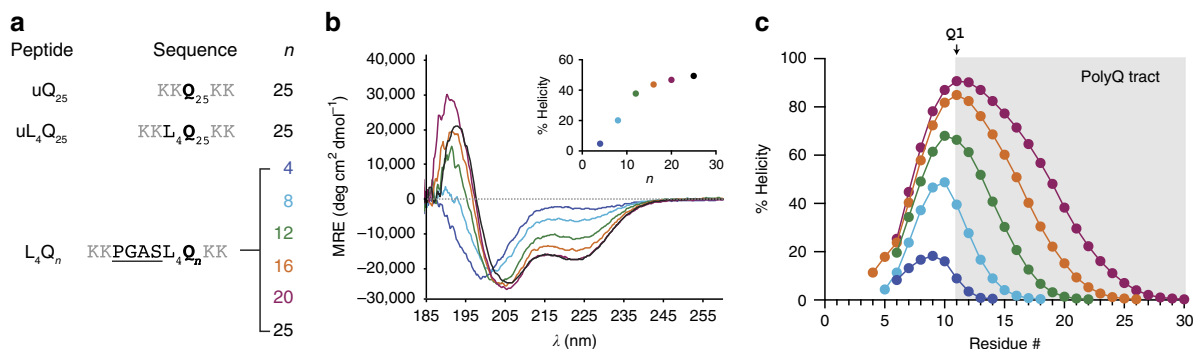 a
Peptide Sequence n
uQ25 KKQ25KK 25
uL4Q25 KKL4Q25KK 25
L4Qn KKPGASL4QnKK
4
8
12
16
20
25
b
MRE (deg cm2 dmol−1)
30,000
20,000
10,000
0
−10,000
−20,000
−30,000
185 195 205 215 225 235 245 255
λ (nm)
% Helicity
60
40
20
0
0 10 20 30
n
c
Q1
PolyQ tract
% Helicity
100
80
60
40
20
0
0 5 10 15 20 25 30
Residue #